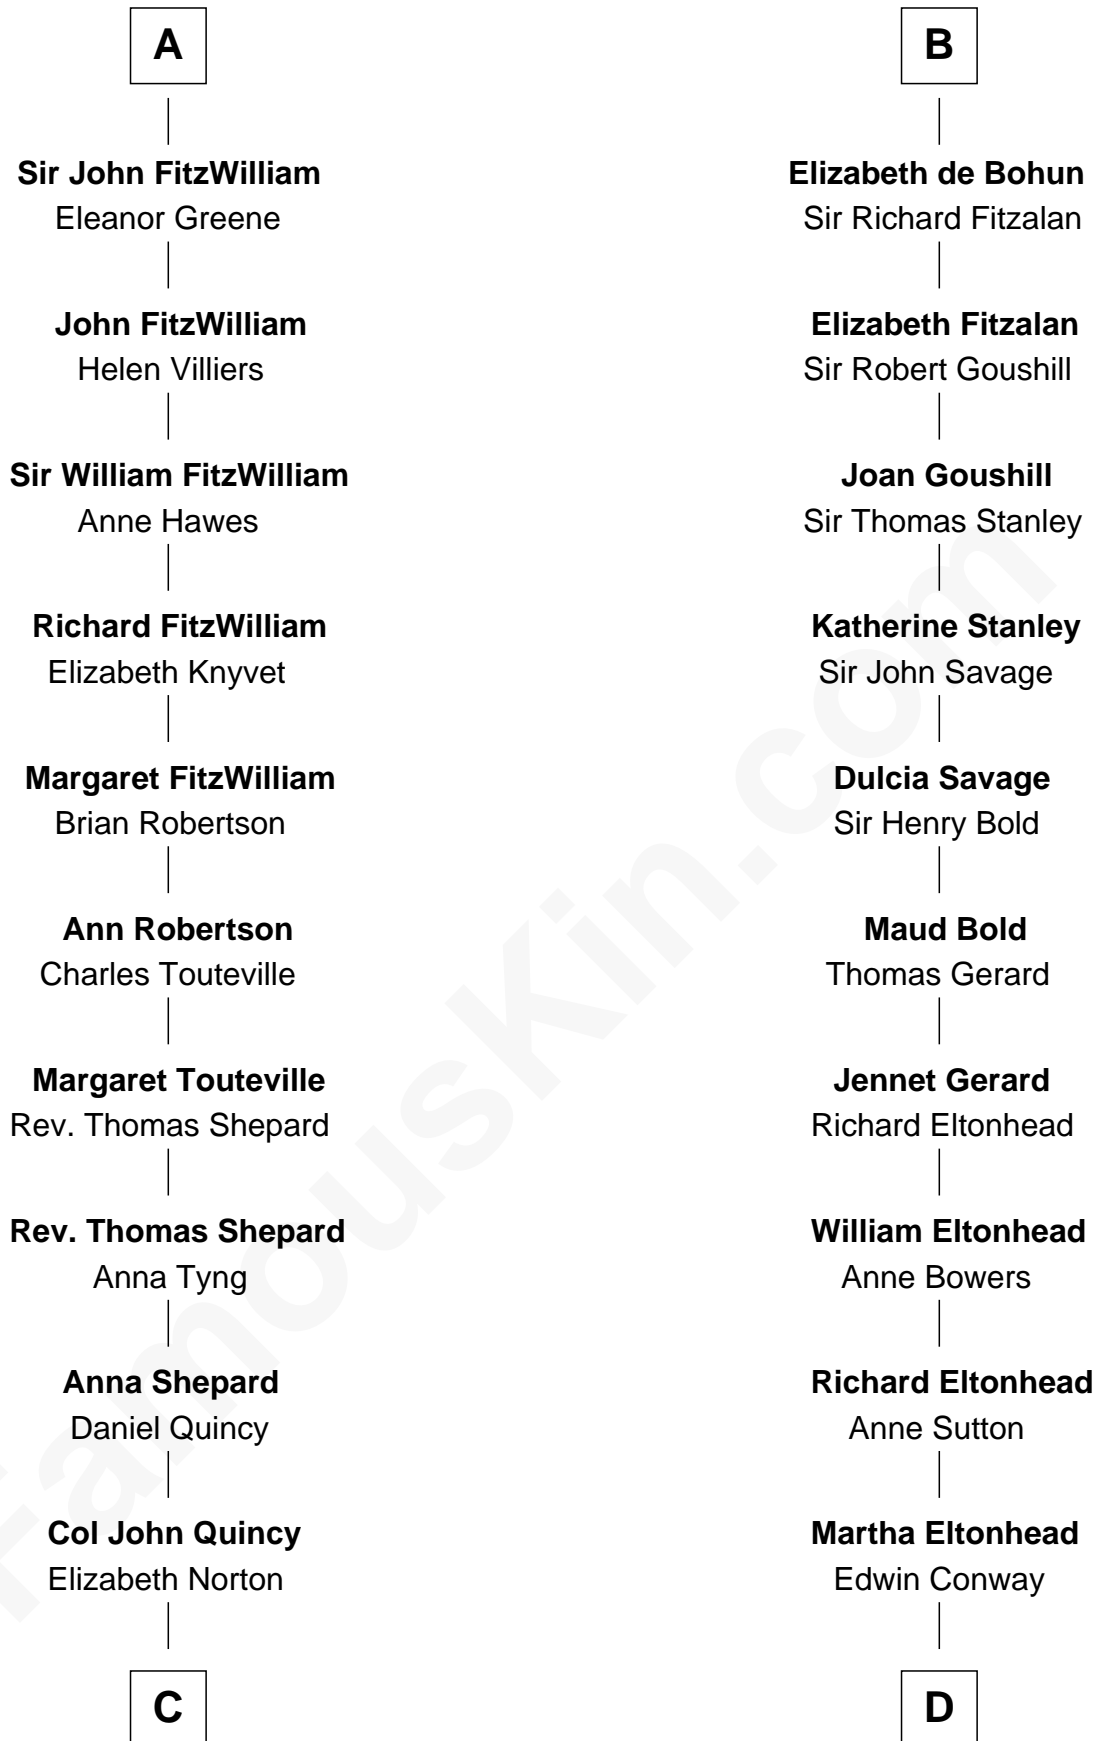 A
Sir John FitzWilliam
Eleanor Greene
John FitzWilliam
Helen Villiers
Sir William FitzWilliam
Anne Hawes
Richard FitzWilliam
Elizabeth Knyvet
Margaret FitzWilliam
Brian Robertson
Ann Robertson
Charles Touteville
Margaret Touteville
Rev. Thomas Shepard
Rev. Thomas Shepard
Anna Tyng
Anna Shepard
Daniel Quincy
Col John Quincy
Elizabeth Norton
C
B
Elizabeth de Bohun
Sir Richard Fitzalan
Elizabeth Fitzalan
Sir Robert Goushill
Joan Goushill
Sir Thomas Stanley
Katherine Stanley
Sir John Savage
Dulcia Savage
Sir Henry Bold
Maud Bold
Thomas Gerard
Jennet Gerard
Richard Eltonhead
William Eltonhead
Anne Bowers
Richard Eltonhead
Anne Sutton
Martha Eltonhead
Edwin Conway
D
FamousKin.com